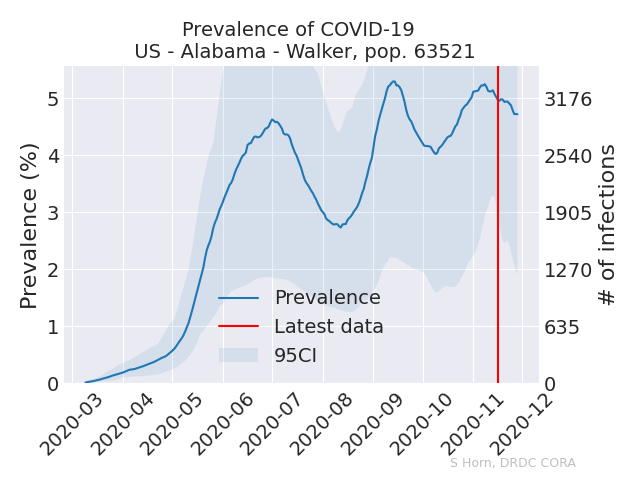 Prevalence of COVID-19
US - Alabama - Walker, pop. 63521
Prevalence (%)
5
4
3
2
1
0
3176
2540
1905
1270
635
0
# of infections
Prevalence
Latest data
95CI
2020-03
2020-04
2020-05
2020-06
2020-07
2020-08
2020-09
2020-10
2020-11
2020-12
S Horn, DRDC CORA